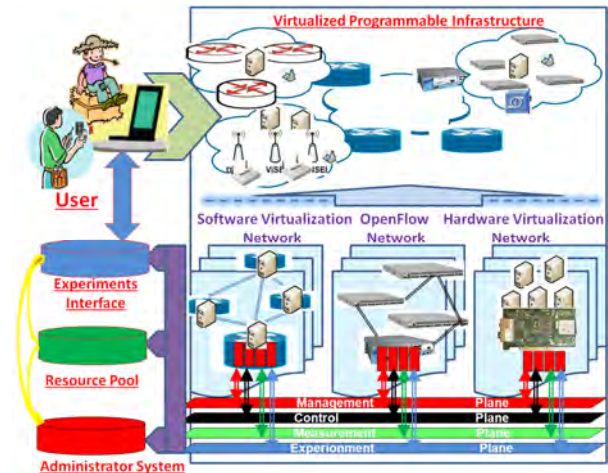 Virtualized Programmable Infrastructure
User
Software Virtualization
Network
OpenFlow
Network
Hardware Virtualization
Network
Experiments
Interface
Resource Pool
Administrator System
Management Plane
Control Plane
Measurement Plane
Experionment Plane